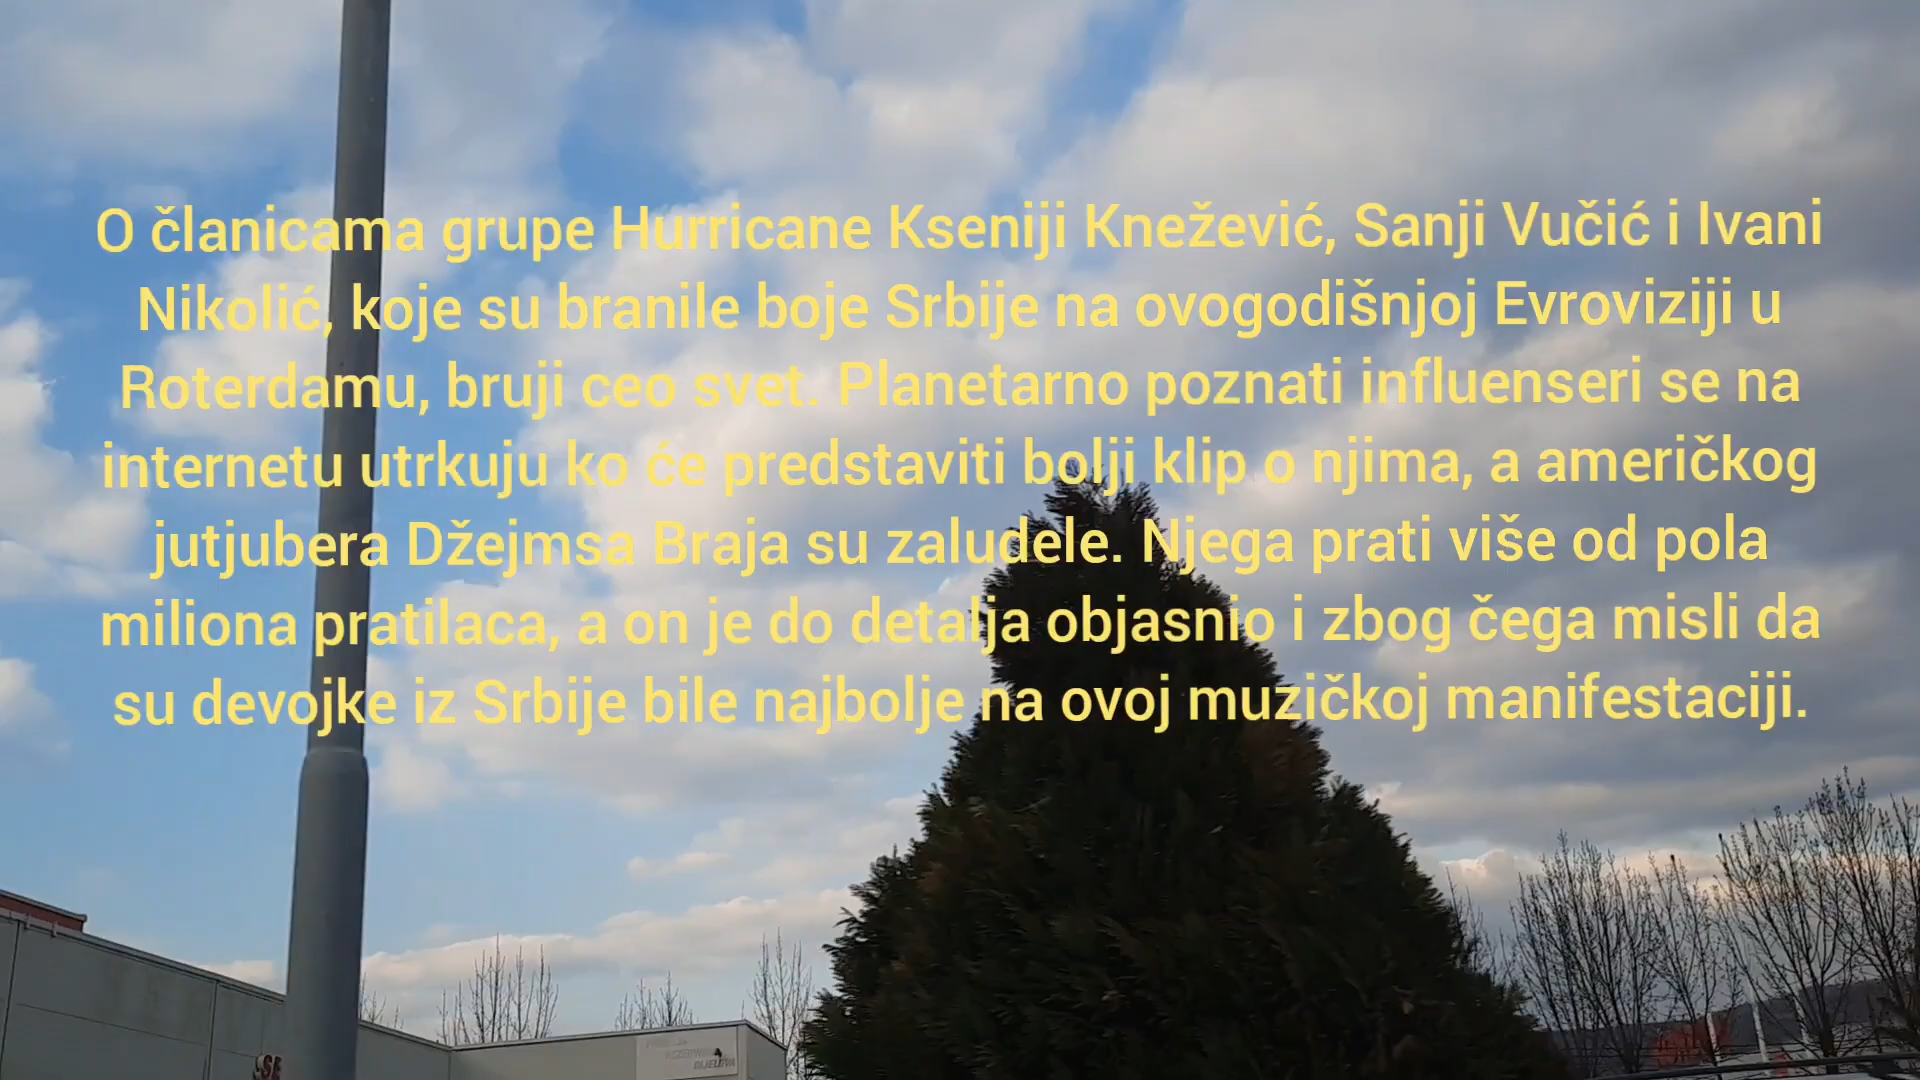 O članicama grupe Hurricane Kseniji Knežević, Sanji Vučić i Ivani
Nikolić, koje su branile boje Srbije na ovogodišnjoj Evroviziji u
Roterdamu, bruji ceo svet. Planetarno poznati influenseri se na
internetu utrkuju ko će predstaviti bolji klip o njima, a američkog
jutjubera Džejmsa Braja su zaludele. Njega prati više od pola
miliona pratilaca, a on je do detalja objasnio i zbog čega misli da
su devojke iz Srbije bile najbolje na ovoj muzičkoj manifestaciji.